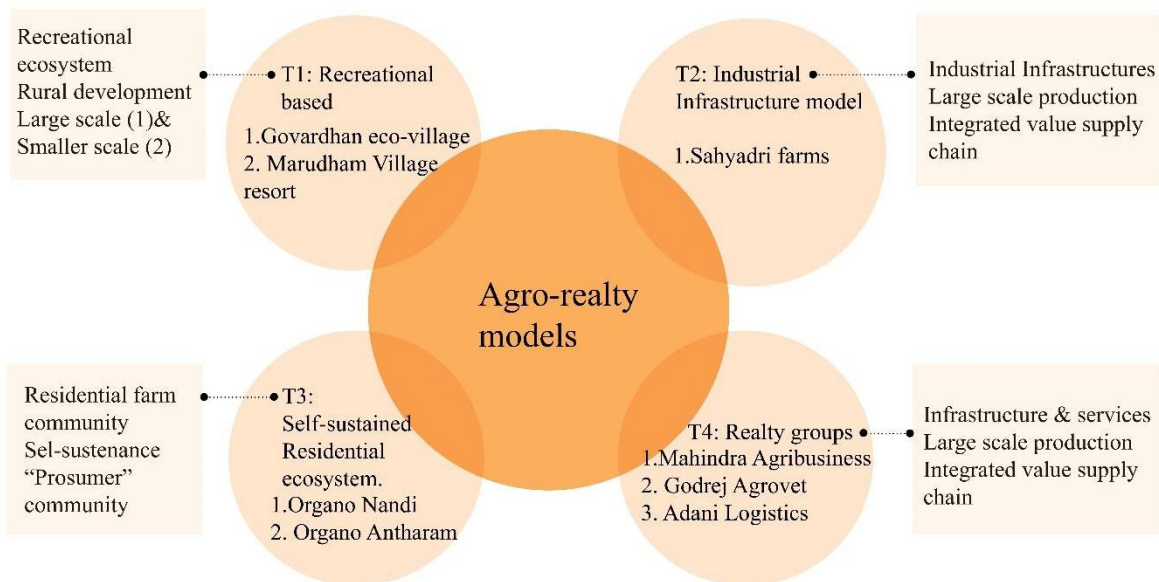 Recreational
ecosystem
Rural development
Large scale (1)&
Smaller scale (2)
T1: Recreational
based
1.Govardhan eco-village
2. Marudham Village
resort
T2: Industrial
Infrastructure model
1.Sahyadri farms
Industrial Infrastructures
Large scale production
Integrated value supply
chain
Agro-realty
models
Residential farm
community
Sel-sustenance
“Prosumer”
community
T3:
Self-sustained
Residential
ecosystem.
1.Organo Nandi
2. Organo Antharam
T4: Realty groups
1.Mahindra Agribusiness
2. Godrej Agrovet
3. Adani Logistics
Infrastructure & services
Large scale production
Integrated value supply
chain